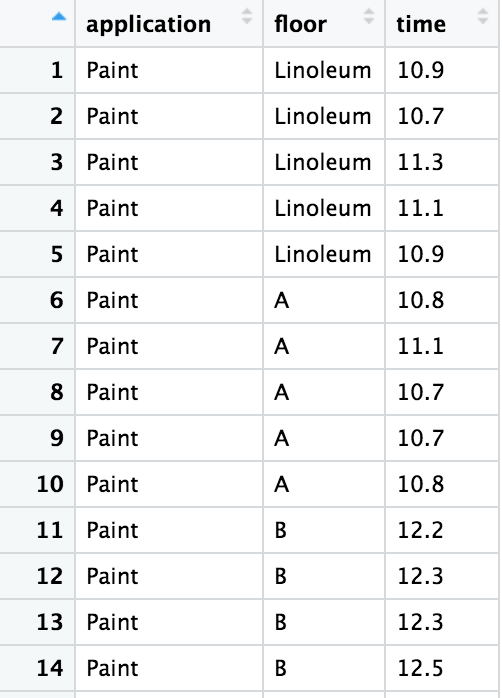 application floor time
1 Paint Linoleum 10.9
2 Paint Linoleum 10.7
3 Paint Linoleum 11.3
4 Paint Linoleum 11.1
5 Paint Linoleum 10.9
6 Paint A 10.8
7 Paint A 11.1
8 Paint A 10.7
9 Paint A 10.7
10 Paint A 10.8
11 Paint B 12.2
12 Paint B 12.3
13 Paint B 12.3
14 Paint B 12.5